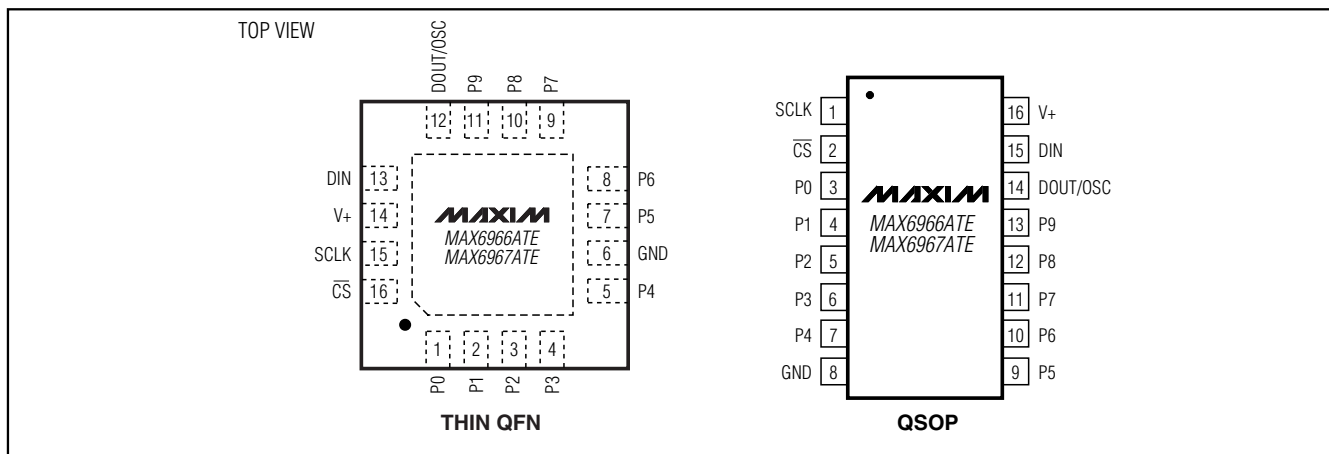 TOP VIEW
DOUT/OSC
P9
P8
P7
12
11
10
9
DIN 13
V+ 14
SCLK 15
CS 16
8 P6
7 P5
6 GND
5 P4
MAXIM
MAX6966ATE
MAX6967ATE
1
2
3
4
P0
P1
P2
P3
THIN QFN
SCLK 1
CS 2
P0 3
P1 4
P2 5
P3 6
P4 7
GND 8
MAXIM
MAX6966ATE
MAX6967ATE
16 V+
15 DIN
14 DOUT/OSC
13 P9
12 P8
11 P7
10 P6
9 P5
QSOP